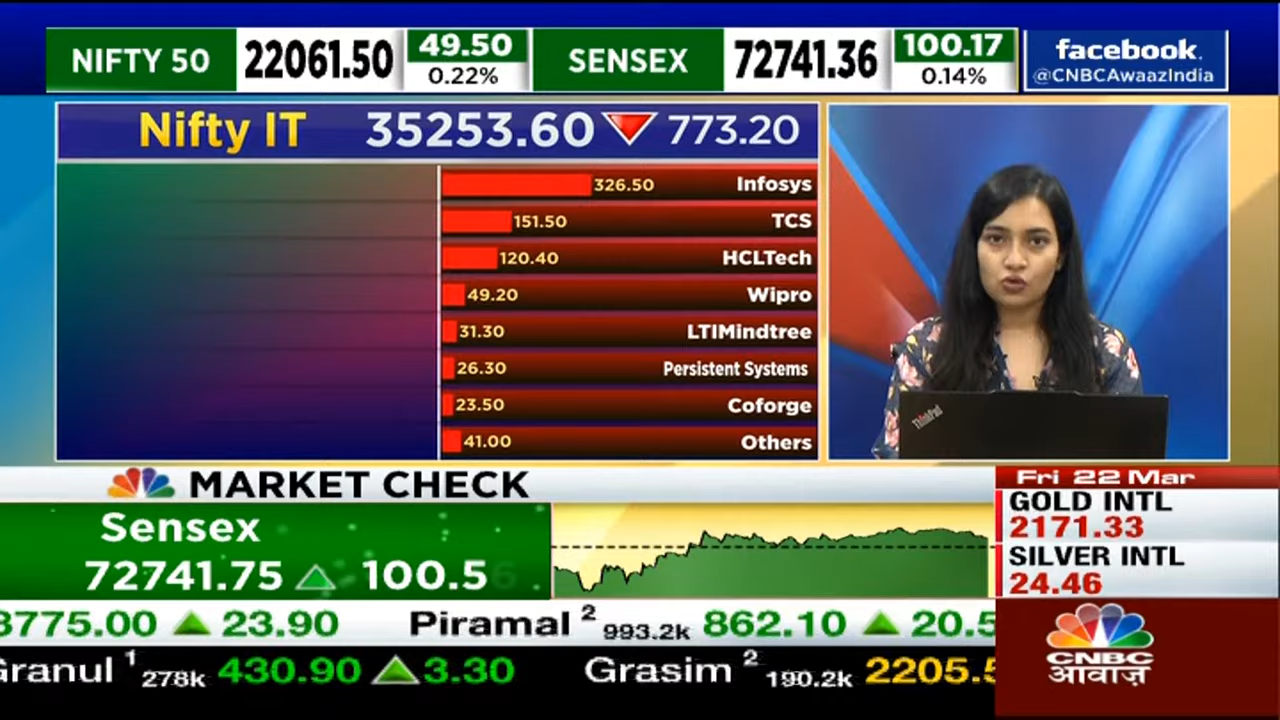 NIFTY 50 22061.50 49.50 0.22% SENSEX 72741.36 100.17 0.14% facebook. @CNBCAwaazIndia
Nifty IT 35253.60 773.20
326.50 Infosys
151.50 TCS
120.40 HCLTech
49.20 Wipro
31.30 LTIMindtree
26.30 Persistent Systems
23.50 Coforge
41.00 Others
ThinkPad
MARKET CHECK
Sensex
72741.75 100.5
Fri 22 Mar
GOLD INTL
2171.33
SILVER INTL
24.46
3775.00 23.90 Piramal 2 993.2k 862.10 20.5
Granul 1 278k 430.90 3.30 Grasim 2 190.2k 2205.5
CNBC
आवाज़